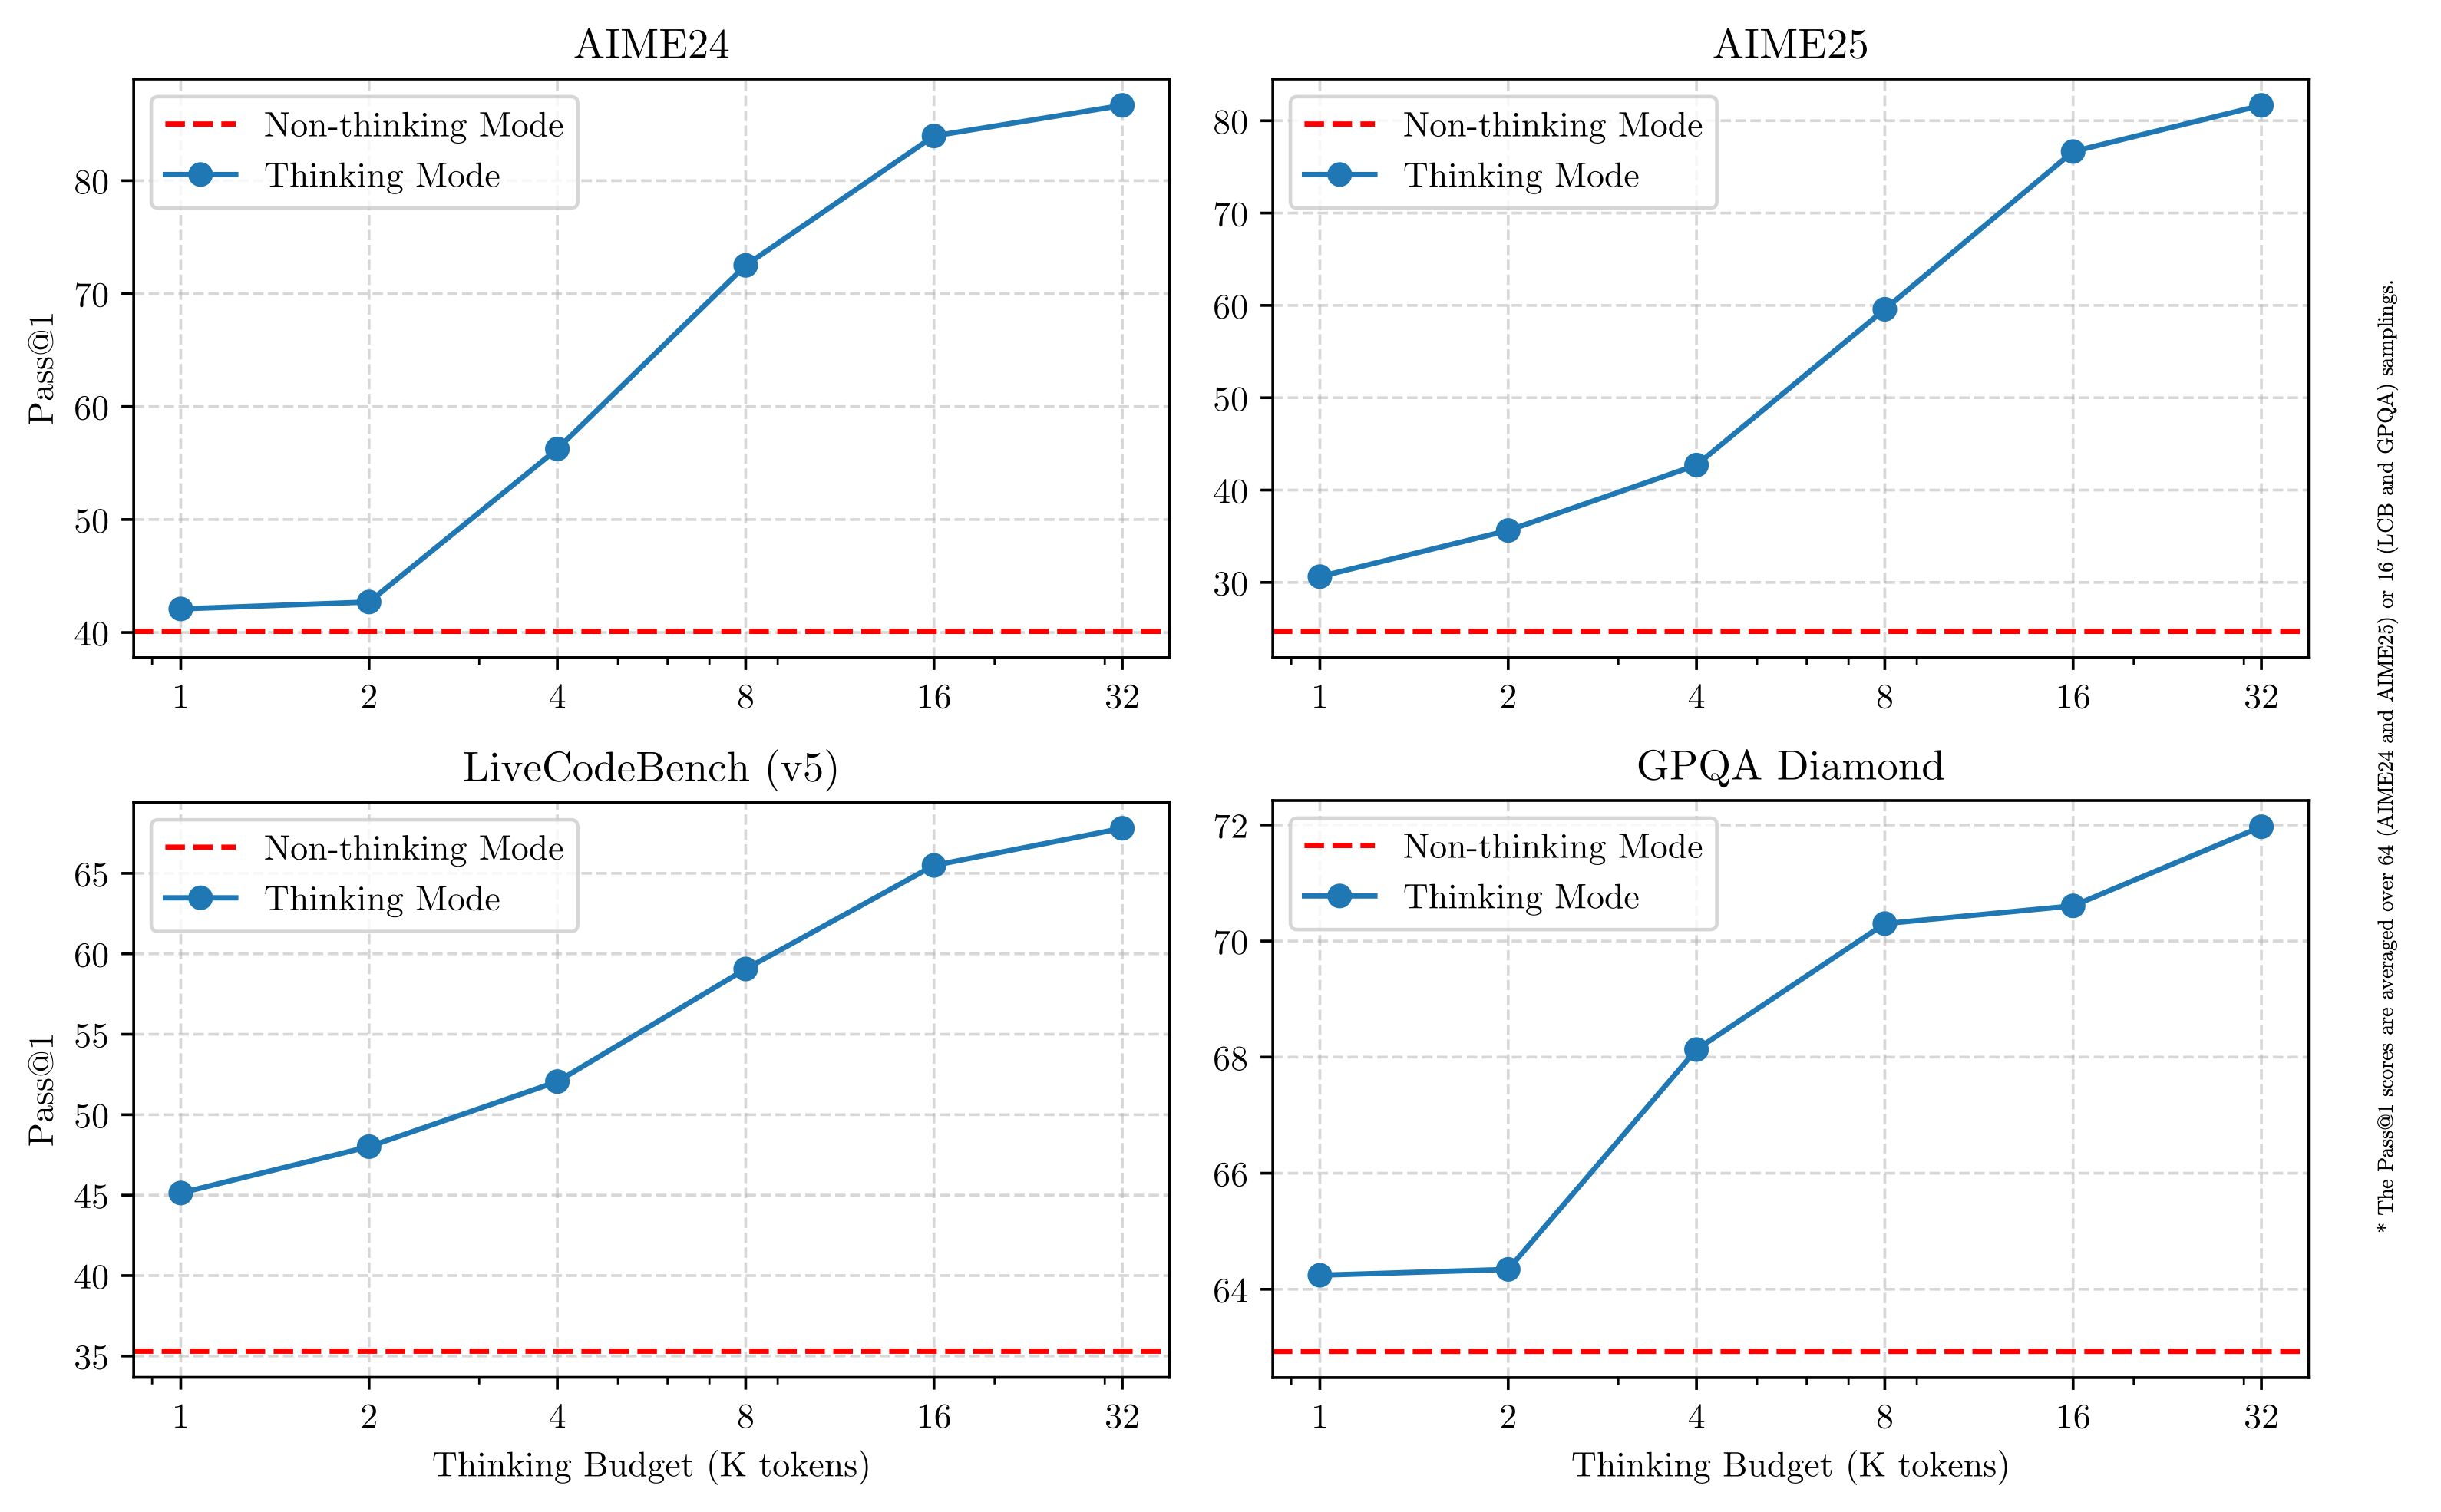 AIME24
Non-thinking Mode
Thinking Mode
Pass@1
80
70
60
50
40
1 2 4 8 16 32
AIME25
Non-thinking Mode
Thinking Mode
80
70
60
50
40
30
1 2 4 8 16 32
LiveCodeBench (v5)
Non-thinking Mode
Thinking Mode
Pass@1
65
60
55
50
45
40
35
1 2 4 8 16 32
Thinking Budget (K tokens)
GPQA Diamond
Non-thinking Mode
Thinking Mode
72
70
68
66
64
1 2 4 8 16 32
Thinking Budget (K tokens)
* The Pass@1 scores are averaged over 64 (AIME24 and AIME25) or 16 (LCB and GPQA) samplings.